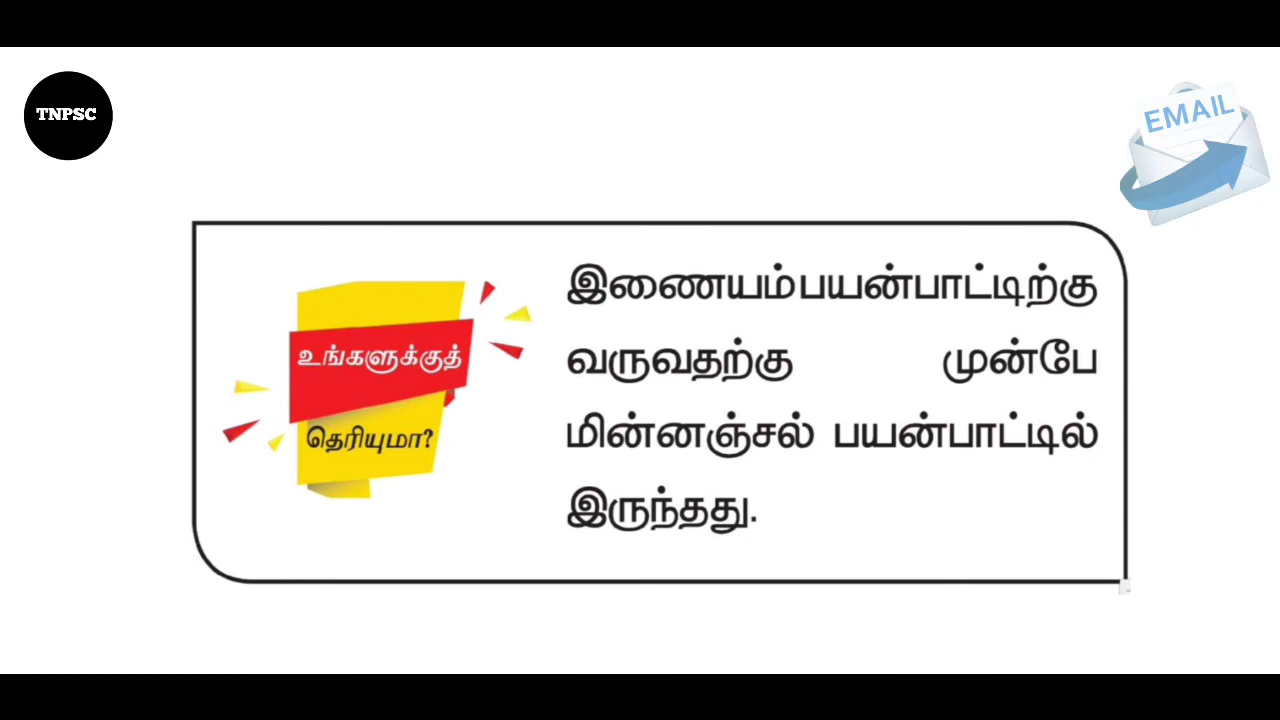 TNPSC
EMAIL
உங்களுக்குத்
தெரியுமா?
இணையம்பயன்பாட்டிற்கு
வருவதற்கு முன்பே
மின்னஞ்சல் பயன்பாட்டில்
இருந்தது.